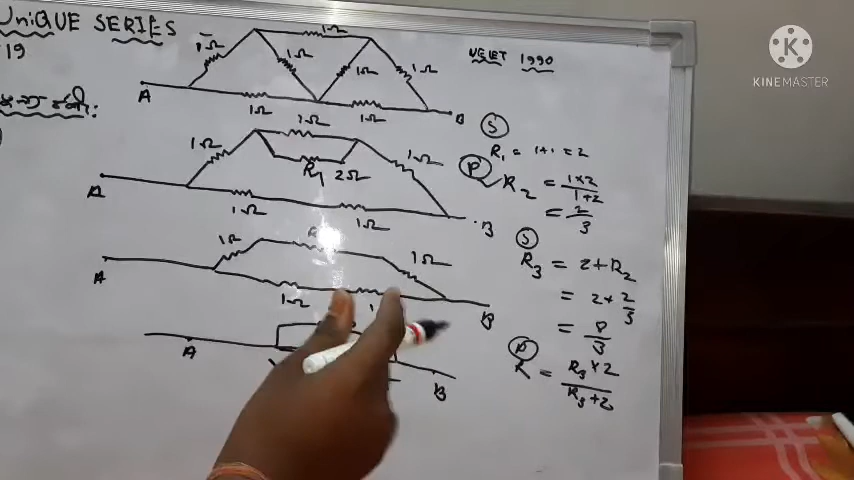 UniQUE SERIES
19
UEET 1990
1Ω
1Ω
1Ω
1Ω
1Ω
A
1Ω
1Ω
B
1Ω
1Ω
1Ω
R1 2Ω
A
1Ω
1Ω
B
1Ω
1Ω
A
1Ω
1
B
A
B
S
R1 = 1+1 = 2
P
R2 = 1×2
1+2
= 2
3
S
R3 = 2+R2
= 2+2
3
= 8
3
P
R = R3×2
R3+2
K
KINEMASTER